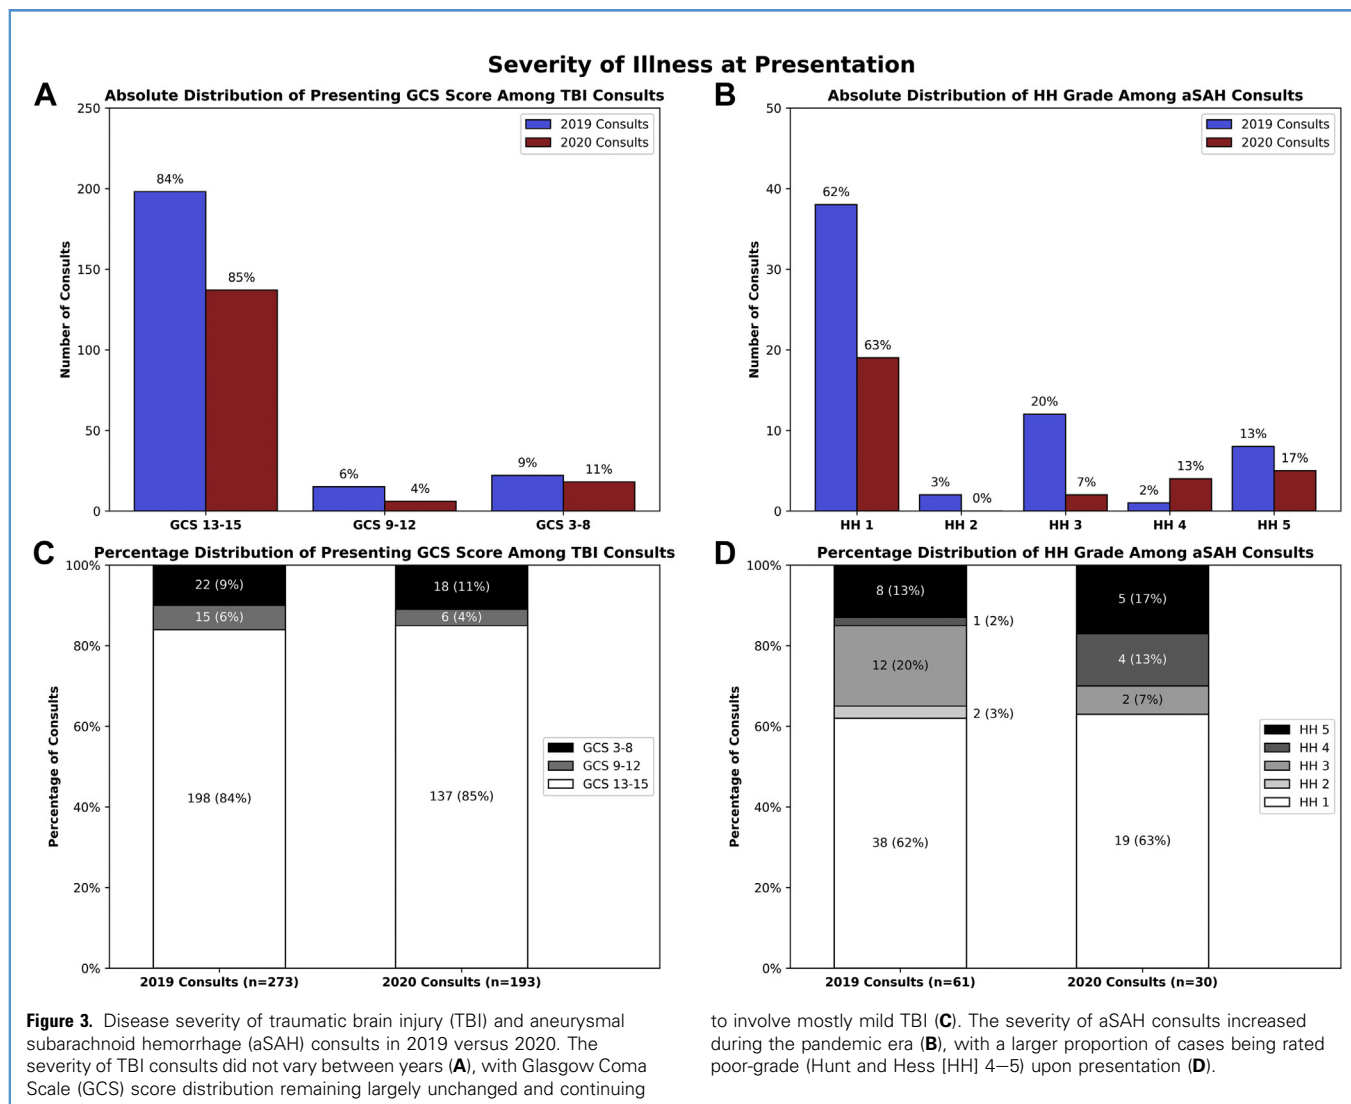 Severity of Illness at Presentation
A
Absolute Distribution of Presenting GCS Score Among TBI Consults
Number of Consults
250
200
150
100
50
0
2019 Consults
2020 Consults
84%
85%
6%
4%
9%
11%
GCS 13-15
GCS 9-12
GCS 3-8
B
Absolute Distribution of HH Grade Among aSAH Consults
Number of Consults
50
40
30
20
10
0
2019 Consults
2020 Consults
62%
63%
3%
0%
20%
7%
2%
13%
13%
17%
HH 1
HH 2
HH 3
HH 4
HH 5
C
Percentage Distribution of Presenting GCS Score Among TBI Consults
Percentage of Consults
100%
80%
60%
40%
20%
0%
22 (9%)
15 (6%)
198 (84%)
18 (11%)
6 (4%)
137 (85%)
GCS 3-8
GCS 9-12
GCS 13-15
2019 Consults (n=273)
2020 Consults (n=193)
D
Percentage Distribution of HH Grade Among aSAH Consults
Percentage of Consults
100%
80%
60%
40%
20%
0%
8 (13%)
1 (2%)
12 (20%)
2 (3%)
38 (62%)
5 (17%)
4 (13%)
2 (7%)
19 (63%)
HH 5
HH 4
HH 3
HH 2
HH 1
2019 Consults (n=61)
2020 Consults (n=30)
Figure 3. Disease severity of traumatic brain injury (TBI) and aneurysmal
subarachnoid hemorrhage (aSAH) consults in 2019 versus 2020. The
severity of TBI consults did not vary between years (A), with Glasgow Coma
Scale (GCS) score distribution remaining largely unchanged and continuing
to involve mostly mild TBI (C). The severity of aSAH consults increased
during the pandemic era (B), with a larger proportion of cases being rated
poor-grade (Hunt and Hess [HH] 4–5) upon presentation (D).